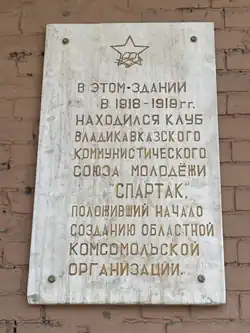 В ЭТОМ ЗДАНИИ
В 1918-1919 гг.
НАХОДИЛСЯ КЛУБ
ВЛАДИКАВКАЗСКОГО
КОММУНИСТИЧЕСКОГО
СОЮЗА МОЛОДЁЖИ
"СПАРТАК",
ПОЛОЖИВШИЙ НАЧАЛО
СОЗДАНИЮ ОБЛАСТНОЙ
КОМСОМОЛЬСКОЙ
ОРГАНИЗАЦИИ.